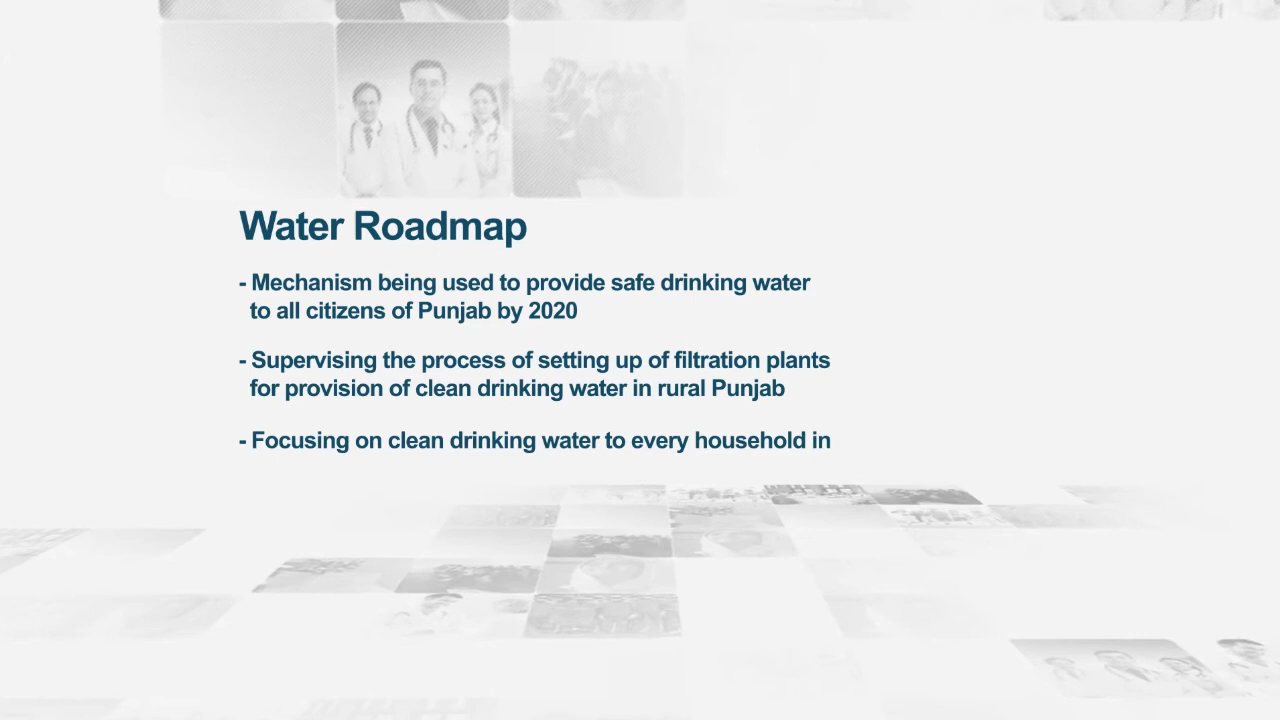 Water Roadmap
- Mechanism being used to provide safe drinking water
to all citizens of Punjab by 2020
- Supervising the process of setting up of filtration plants
for provision of clean drinking water in rural Punjab
- Focusing on clean drinking water to every household in